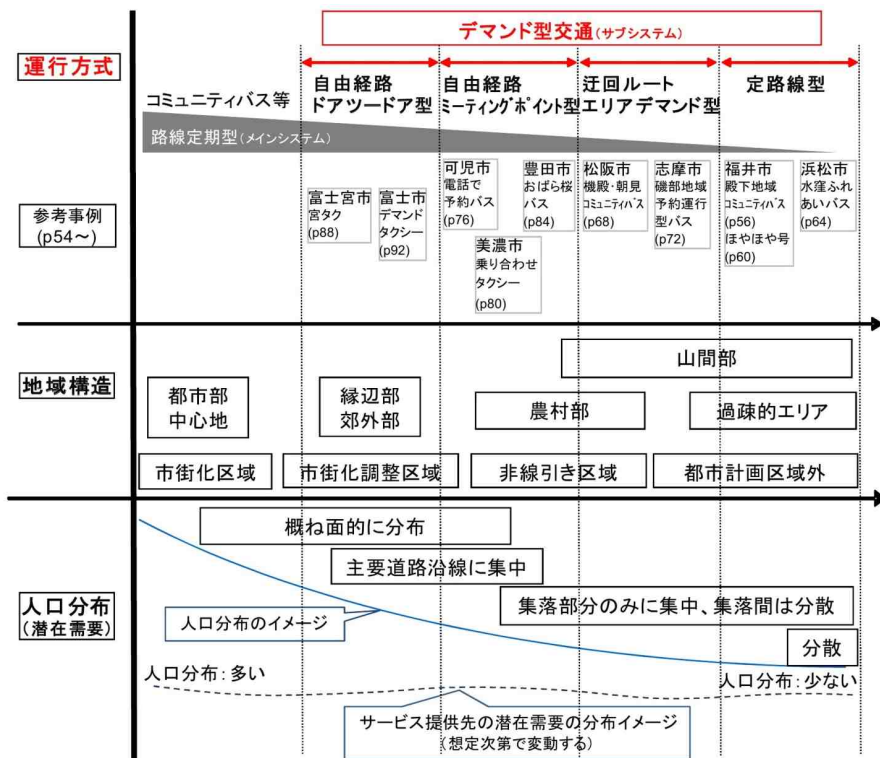 デマンド型交通(サブシステム)
運行方式
コミュニティバス等
自由経路
ドアツードア型
自由経路
ミーティングポイント型
迂回ルート
エリアデマンド型
定路線型
路線定期型(メインシステム)
参考事例
(p54～)
富士宮市
宮タク
(p88)
富士市
デマンド
タクシー
(p92)
可児市
電話で
予約バス
(p76)
美濃市
乗り合わせ
タクシー
(p80)
豊田市
おばら桜
バス
(p84)
松阪市
機殿・朝見
コミュニティバス
(p68)
志摩市
磯部地域
予約運行
型バス
(p72)
福井市
殿下地域
コミュニティバス
(p56)
ほやほや号
(p60)
浜松市
水窪ふれ
あいバス
(p64)
地域構造
山間部
都市部
中心地
縁辺部
郊外部
農村部
過疎的エリア
市街化区域
市街化調整区域
非線引き区域
都市計画区域外
人口分布
(潜在需要)
概ね面的に分布
主要道路沿線に集中
集落部分のみに集中、集落間は分散
分散
人口分布のイメージ
人口分布：多い
人口分布：少ない
サービス提供先の潜在需要の分布イメージ
(想定次第で変動する)